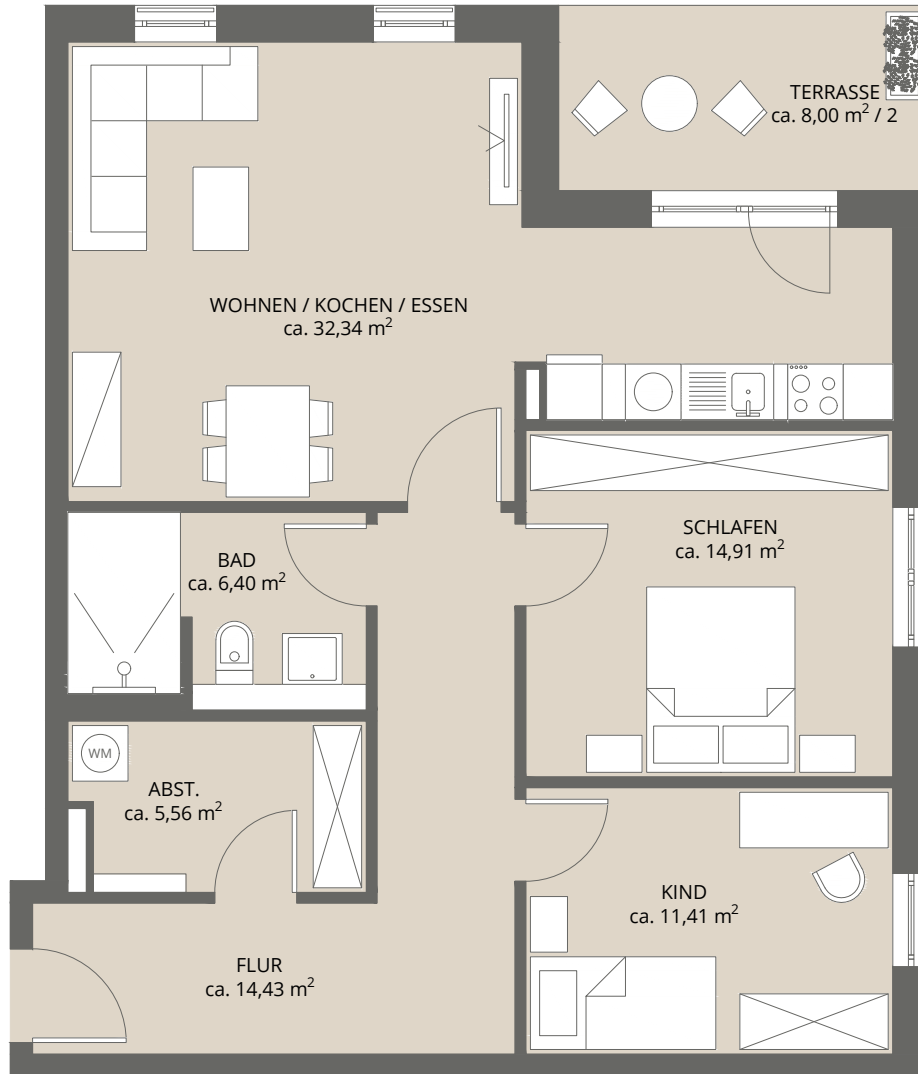 TERRASSE
ca. 8,00 m² / 2
WOHNEN / KOCHEN / ESSEN
ca. 32,34 m²
SCHLAFEN
ca. 14,91 m²
BAD
ca. 6,40 m²
WM
ABST.
ca. 5,56 m²
KIND
ca. 11,41 m²
FLUR
ca. 14,43 m²